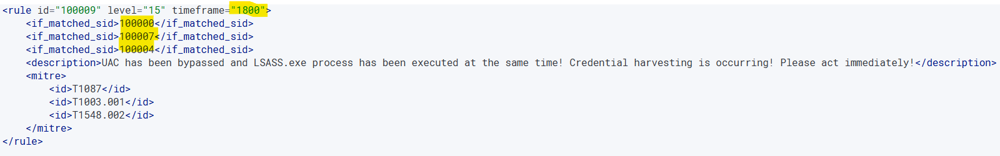 <rule id="100009" level="15" timeframe="1800">
<if_matched_sid>100000</if_matched_sid>
<if_matched_sid>100007</if_matched_sid>
<if_matched_sid>100004</if_matched_sid>
<description>UAC has been bypassed and LSASS.exe process has been executed at the same time! Credential harvesting is occurring! Please act immediately!</description>
<mitre>
<id>T1087</id>
<id>T1003.001</id>
<id>T1548.002</id>
</mitre>
</rule>